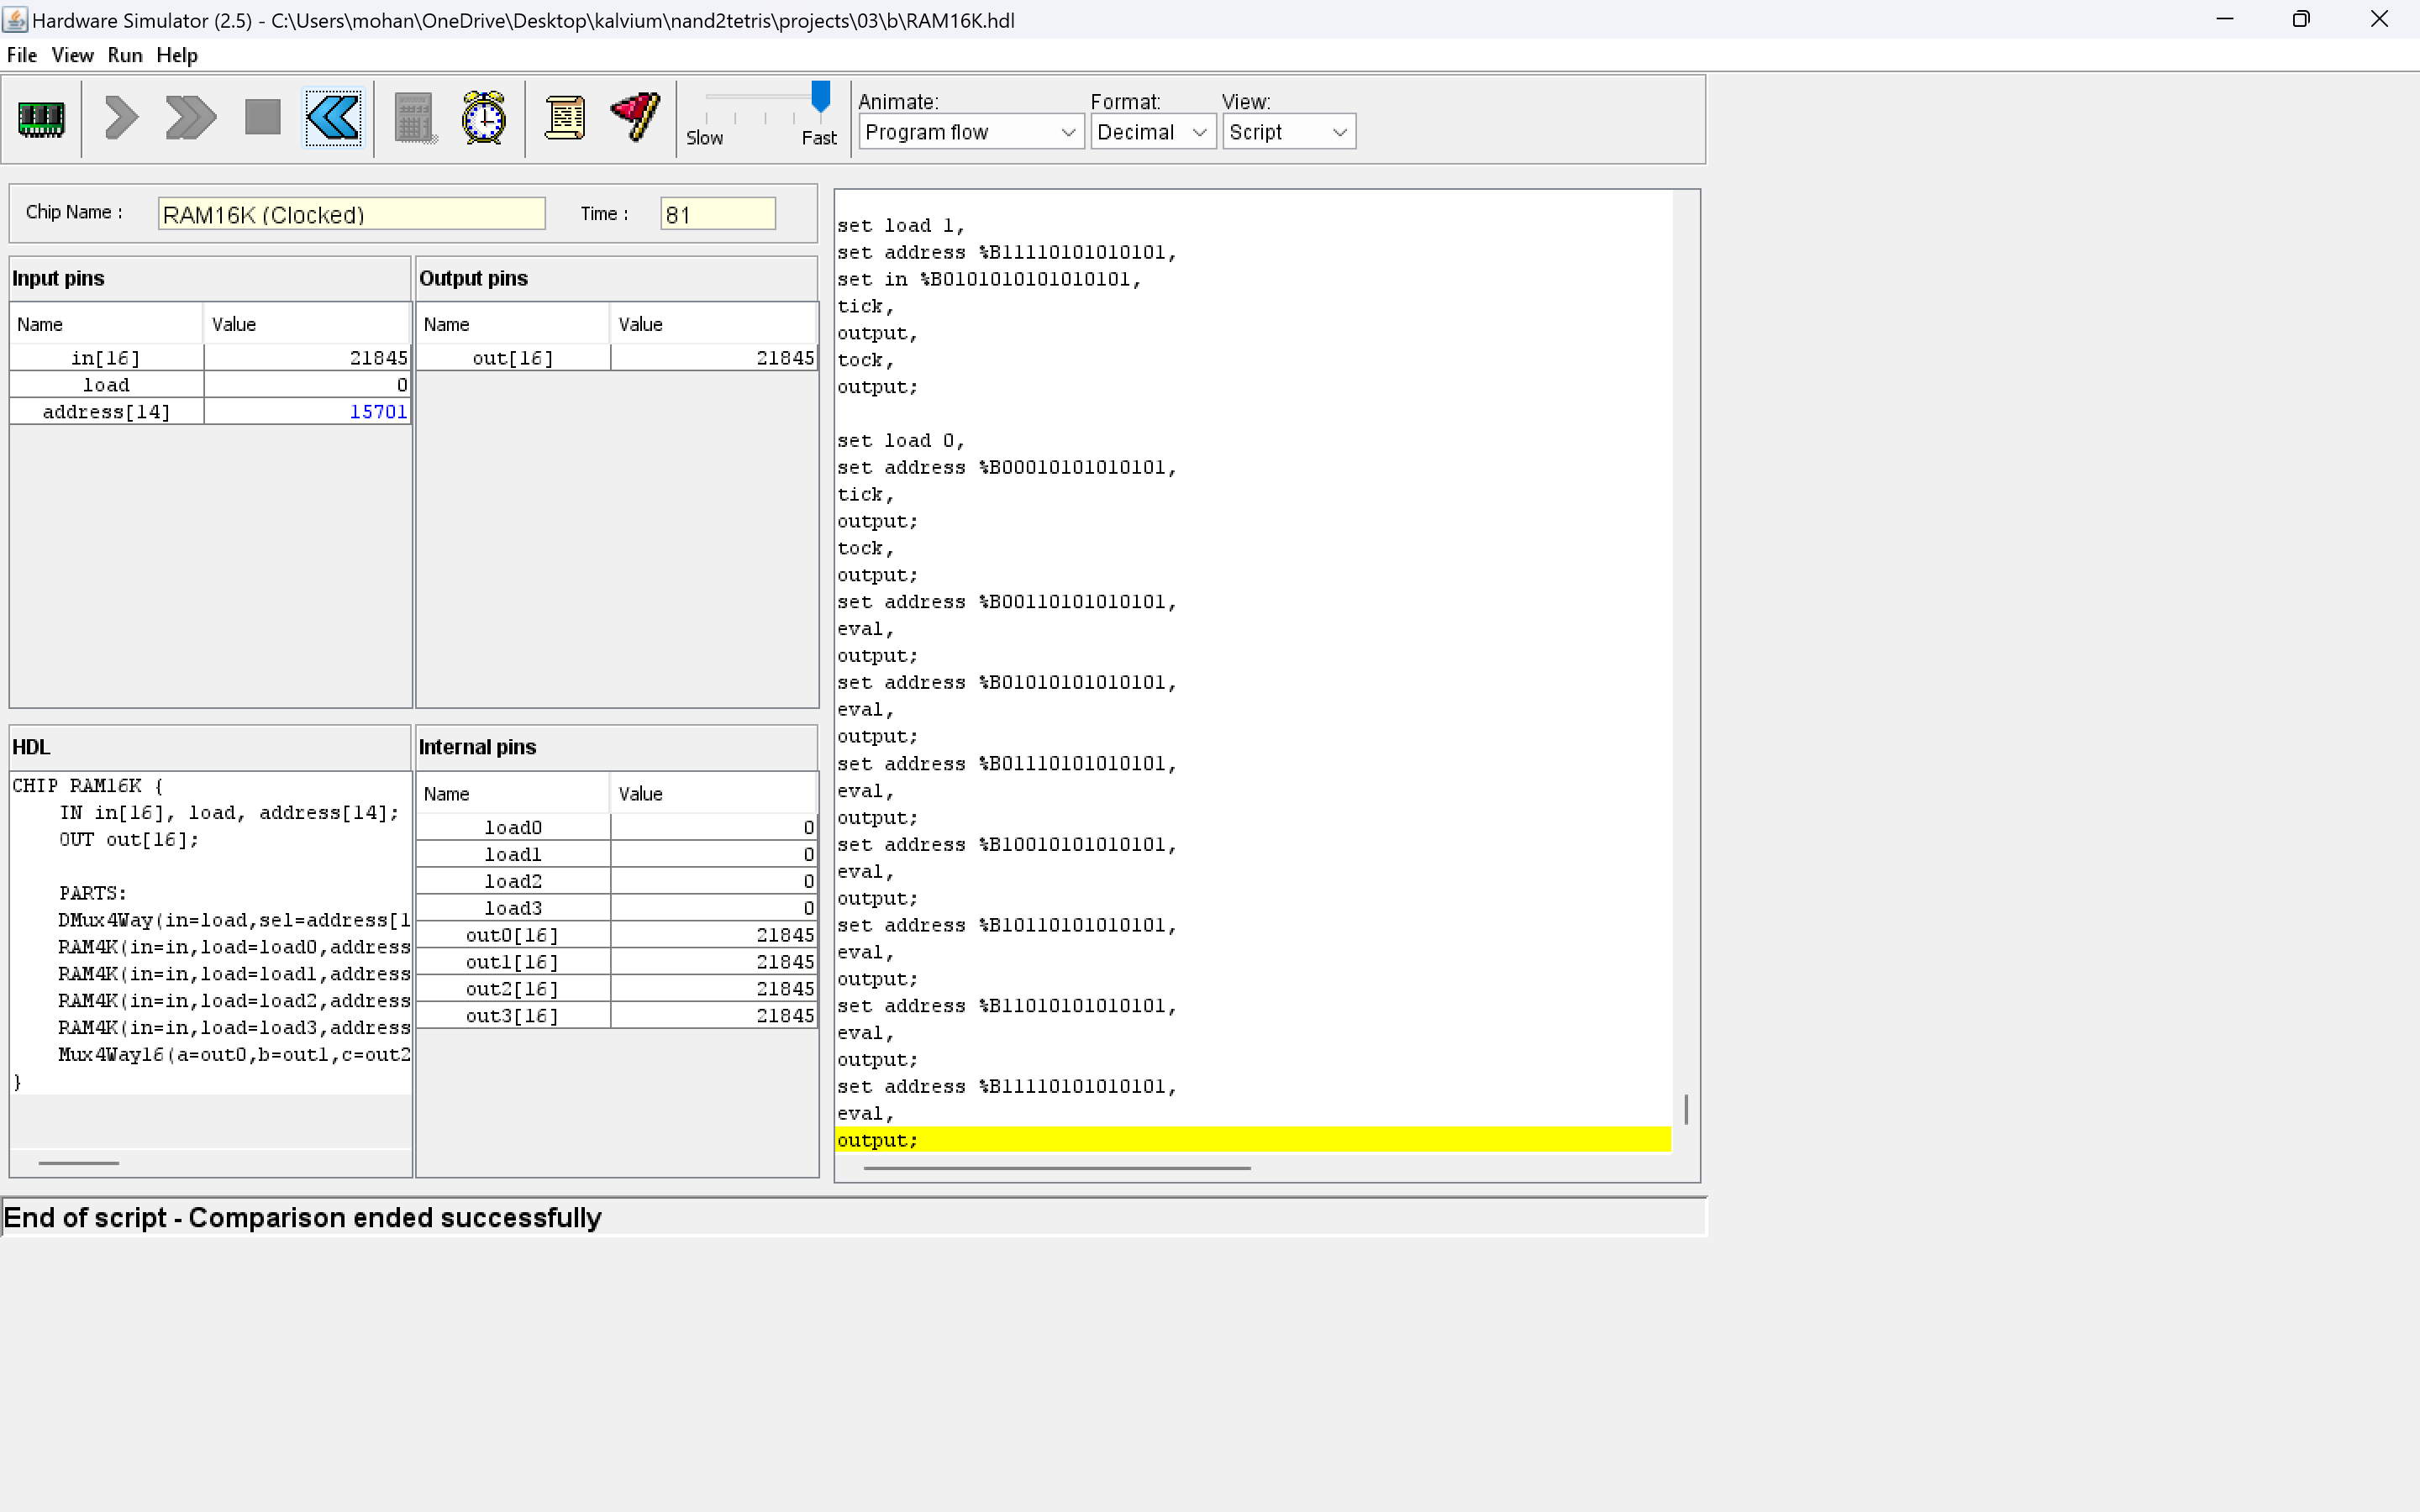 Hardware Simulator (2.5) - C:\Users\mohan\OneDrive\Desktop\kalvium\nand2tetris\projects\03\b\RAM16K.hdl
File View Run Help
Slow Fast
Animate: Format: View:
Program flow Decimal Script
Chip Name : RAM16K (Clocked) Time : 81
Input pins
Name Value
in[16] 21845
load 0
address[14] 15701
Output pins
Name Value
out[16] 21845
HDL
CHIP RAM16K {
IN in[16], load, address[14];
OUT out[16];
PARTS:
DMux4Way(in=load,sel=address[1
RAM4K(in=in,load=load0,address
RAM4K(in=in,load=load1,address
RAM4K(in=in,load=load2,address
RAM4K(in=in,load=load3,address
Mux4Way16(a=out0,b=out1,c=out2
}
Internal pins
Name Value
load0 0
load1 0
load2 0
load3 0
out0[16] 21845
out1[16] 21845
out2[16] 21845
out3[16] 21845
set load 1,
set address %B11110101010101,
set in %B0101010101010101,
tick,
output,
tock,
output;
set load 0,
set address %B00010101010101,
tick,
output;
tock,
output;
set address %B00110101010101,
eval,
output;
set address %B01010101010101,
eval,
output;
set address %B01110101010101,
eval,
output;
set address %B10010101010101,
eval,
output;
set address %B10110101010101,
eval,
output;
set address %B11010101010101,
eval,
output;
set address %B11110101010101,
eval,
output;
End of script - Comparison ended successfully